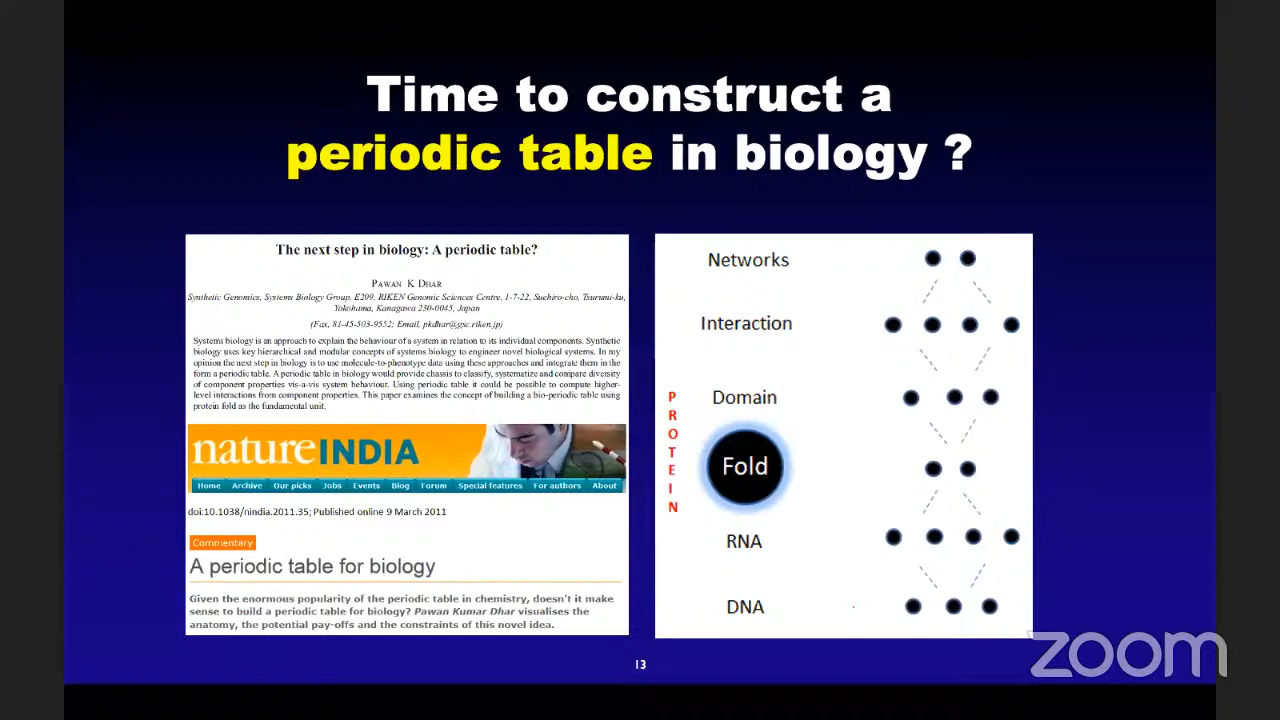 Time to construct a
periodic table in biology ?
The next step in biology: A periodic table?
PAWAN K DHAR
Synthetic Genomics, Systems Biology Group, E209, RIKEN Genomic Sciences Centre, 1-7-22, Suehiro-cho, Tsurumi-ku,
Yokohama, Kanagawa 230-0045, Japan
(Fax, 81-45-503-9552; Email, pkdhar@gsc.riken.jp)
Systems biology is an approach to explain the behaviour of a system in relation to its individual components. Synthetic
biology uses key hierarchical and modular concepts of systems biology to engineer novel biological systems. In my
opinion the next step in biology is to use molecule-to-phenotype data using these approaches and integrate them in the
form a periodic table. A periodic table in biology would provide chassis to classify, systematize and compare diversity
of component properties vis-a-vis system behaviour. Using periodic table it could be possible to compute higher-
level interactions from component properties. This paper examines the concept of building a bio-periodic table using
protein fold as the fundamental unit.
nature INDIA
Home Archive Our picks Jobs Events Blog Forum Special features For authors About
doi:10.1038/nindia.2011.35; Published online 9 March 2011
Commentary
A periodic table for biology
Given the enormous popularity of the periodic table in chemistry, doesn't it make
sense to build a periodic table for biology? Pawan Kumar Dhar visualises the
anatomy, the potential pay-offs and the constraints of this novel idea.
Networks
Interaction
Domain
PROTEIN
Fold
RNA
DNA
13
zoom